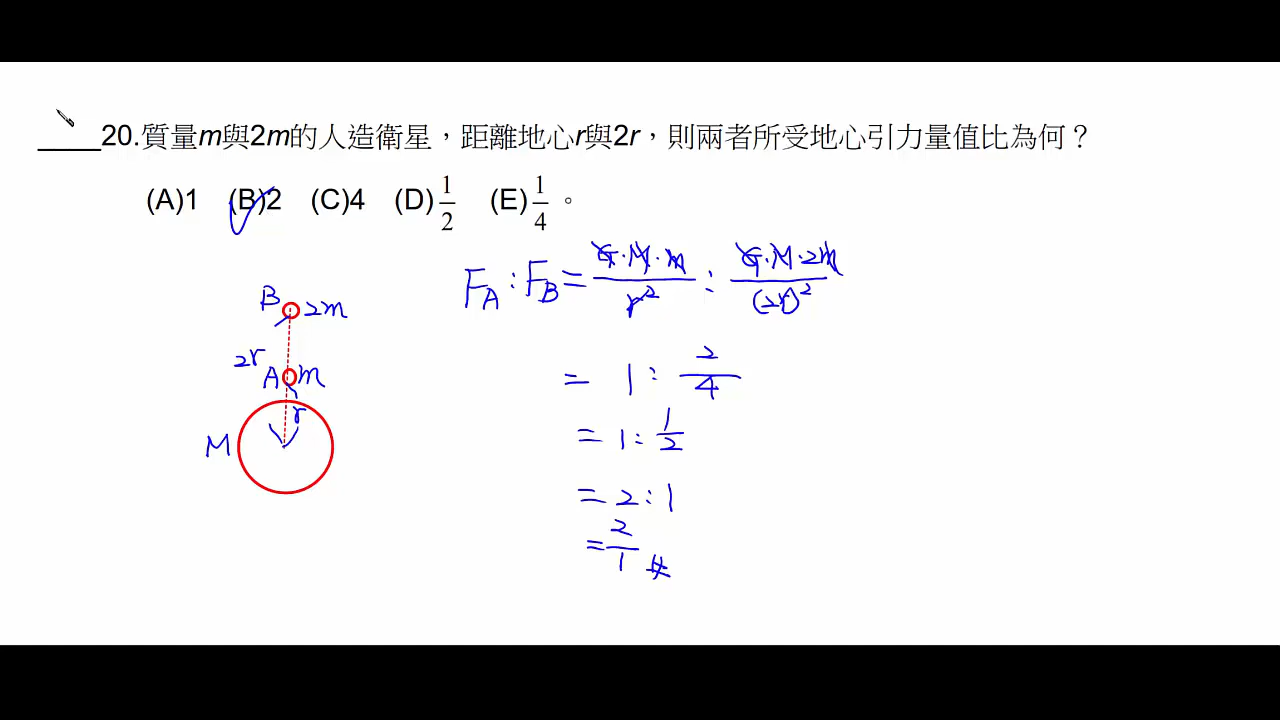 ____20.質量m與2m的人造衛星，距離地心r與2r，則兩者所受地心引力量值比為何？
(A)1 (B)2 (C)4 (D)1/2 (E)1/4。
F_A : F_B = G·M·m/r² : G·M·2m/(2r)²
B 2m
= 1 : 2/4
2r
A m
r
= 1 : 1/2
M
= 2 : 1
= 2/1 #